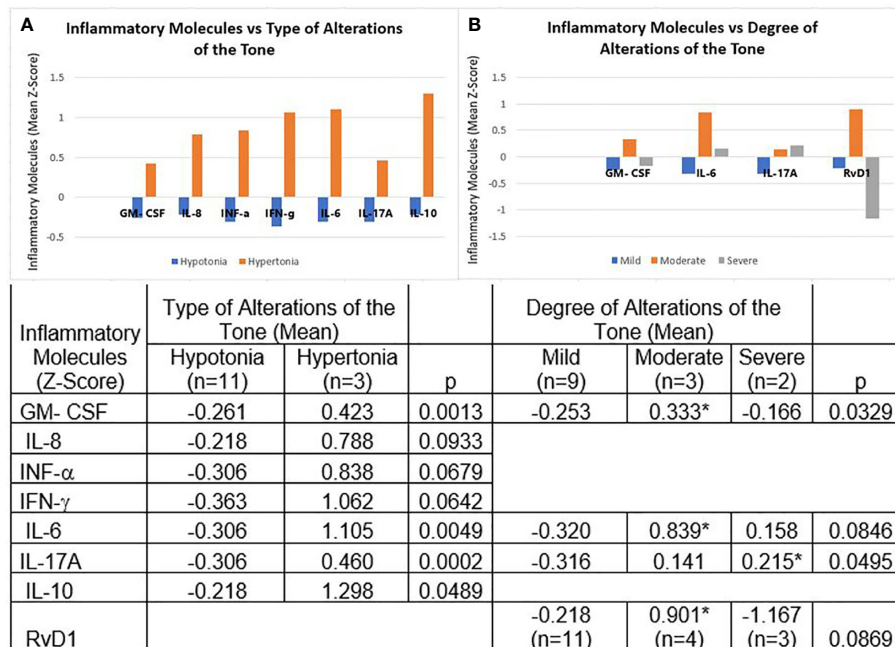 A
Inflammatory Molecules vs Type of Alterations
of the Tone
Inflammatory Molecules (Mean Z-Score)
1.5
1
0.5
0
-0.5
GM- CSF IL-8 INF-a IFN-g IL-6 IL-17A IL-10
Hypotonia Hypertonia
B
Inflammatory Molecules vs Degree of
Alterations of the Tone
Inflammatory Molecules (Mean Z-Score)
1.5
1
0.5
0
-0.5
-1
-1.5
GM- CSF IL-6 IL-17A RvD1
Mild Moderate Severe
Inflammatory
Molecules
(Z-Score)
Type of Alterations of the
Tone (Mean)
Degree of Alterations of the
Tone (Mean)
Hypotonia
(n=11)
Hypertonia
(n=3)
p
Mild
(n=9)
Moderate
(n=3)
Severe
(n=2)
p
GM- CSF -0.261 0.423 0.0013 -0.253 0.333* -0.166 0.0329
IL-8 -0.218 0.788 0.0933
INF-α -0.306 0.838 0.0679
IFN-γ -0.363 1.062 0.0642
IL-6 -0.306 1.105 0.0049 -0.320 0.839* 0.158 0.0846
IL-17A -0.306 0.460 0.0002 -0.316 0.141 0.215* 0.0495
IL-10 -0.218 1.298 0.0489
RvD1 -0.218 0.901* -1.167
(n=11) (n=4) (n=3) 0.0869